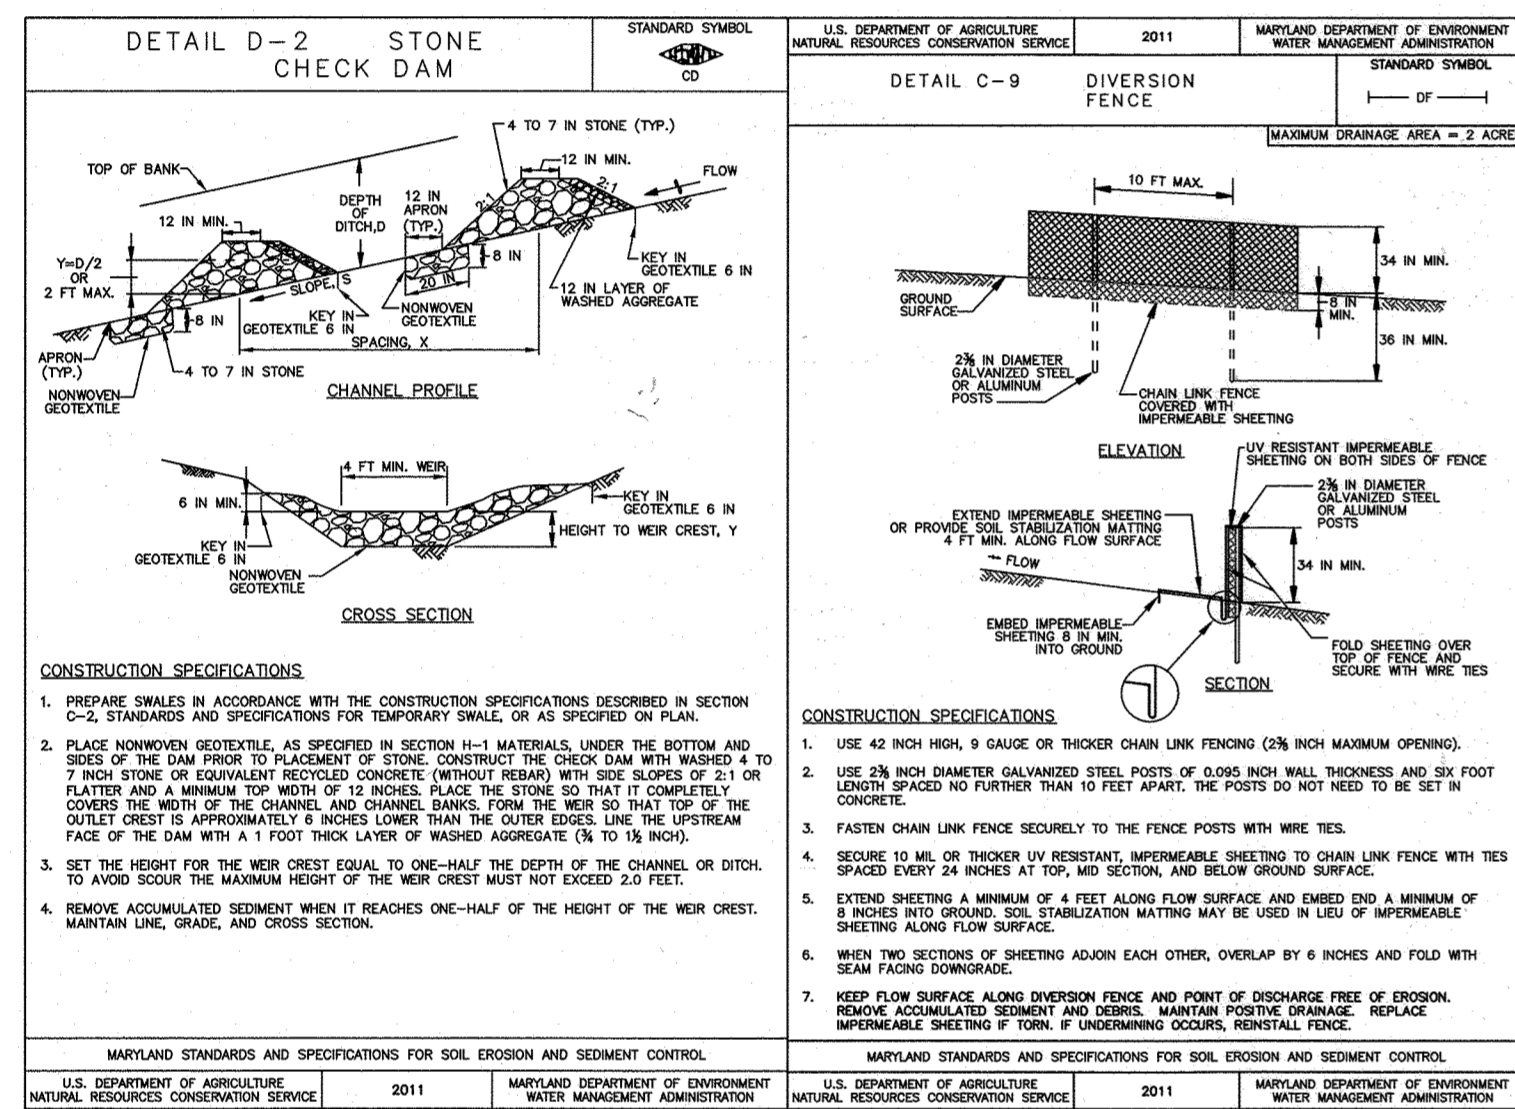 DETAIL D-2 STONE
CHECK DAM
STANDARD SYMBOL
CD
4 TO 7 IN STONE (TYP.)
12 IN MIN.
FLOW
TOP OF BANK
2:1
2:1
DEPTH
OF
DITCH,D
12 IN
APRON
(TYP.)
12 IN MIN.
Y=D/2
OR
2 FT MAX.
8 IN
KEY IN
GEOTEXTILE 6 IN
20 IN
SLOPE, S
12 IN LAYER OF
WASHED AGGREGATE
NONWOVEN
GEOTEXTILE
KEY IN
GEOTEXTILE 6 IN
8 IN
SPACING, X
APRON
(TYP.)
4 TO 7 IN STONE
NONWOVEN
GEOTEXTILE
CHANNEL PROFILE
4 FT MIN. WEIR
6 IN MIN.
KEY IN
GEOTEXTILE 6 IN
HEIGHT TO WEIR CREST, Y
KEY IN
GEOTEXTILE 6 IN
NONWOVEN
GEOTEXTILE
CROSS SECTION
CONSTRUCTION SPECIFICATIONS
1. PREPARE SWALES IN ACCORDANCE WITH THE CONSTRUCTION SPECIFICATIONS DESCRIBED IN SECTION
C-2, STANDARDS AND SPECIFICATIONS FOR TEMPORARY SWALE, OR AS SPECIFIED ON PLAN.
2. PLACE NONWOVEN GEOTEXTILE, AS SPECIFIED IN SECTION H-1 MATERIALS, UNDER THE BOTTOM AND
SIDES OF THE DAM PRIOR TO PLACEMENT OF STONE. CONSTRUCT THE CHECK DAM WITH WASHED 4 TO
7 INCH STONE OR EQUIVALENT RECYCLED CONCRETE (WITHOUT REBAR) WITH SIDE SLOPES OF 2:1 OR
FLATTER AND A MINIMUM TOP WIDTH OF 12 INCHES. PLACE THE STONE SO THAT IT COMPLETELY
COVERS THE WIDTH OF THE CHANNEL AND CHANNEL BANKS. FORM THE WEIR SO THAT TOP OF THE
OUTLET CREST IS APPROXIMATELY 6 INCHES LOWER THAN THE OUTER EDGES. LINE THE UPSTREAM
FACE OF THE DAM WITH A 1 FOOT THICK LAYER OF WASHED AGGREGATE (¾ TO 1½ INCH).
3. SET THE HEIGHT FOR THE WEIR CREST EQUAL TO ONE-HALF THE DEPTH OF THE CHANNEL OR DITCH.
TO AVOID SCOUR THE MAXIMUM HEIGHT OF THE WEIR CREST MUST NOT EXCEED 2.0 FEET.
4. REMOVE ACCUMULATED SEDIMENT WHEN IT REACHES ONE-HALF OF THE HEIGHT OF THE WEIR CREST.
MAINTAIN LINE, GRADE, AND CROSS SECTION.
MARYLAND STANDARDS AND SPECIFICATIONS FOR SOIL EROSION AND SEDIMENT CONTROL
U.S. DEPARTMENT OF AGRICULTURE
NATURAL RESOURCES CONSERVATION SERVICE
2011
MARYLAND DEPARTMENT OF ENVIRONMENT
WATER MANAGEMENT ADMINISTRATION
U.S. DEPARTMENT OF AGRICULTURE
NATURAL RESOURCES CONSERVATION SERVICE
2011
MARYLAND DEPARTMENT OF ENVIRONMENT
WATER MANAGEMENT ADMINISTRATION
DETAIL C-9 DIVERSION
FENCE
STANDARD SYMBOL
DF
MAXIMUM DRAINAGE AREA = 2 ACRE
10 FT MAX.
34 IN MIN.
GROUND
SURFACE
8 IN
MIN.
36 IN MIN.
2⅜ IN DIAMETER
GALVANIZED STEEL
OR ALUMINUM
POSTS
CHAIN LINK FENCE
COVERED WITH
IMPERMEABLE SHEETING
ELEVATION
UV RESISTANT IMPERMEABLE
SHEETING ON BOTH SIDES OF FENCE
2⅜ IN DIAMETER
GALVANIZED STEEL
OR ALUMINUM
POSTS
EXTEND IMPERMEABLE SHEETING
OR PROVIDE SOIL STABILIZATION MATTING
4 FT MIN. ALONG FLOW SURFACE
FLOW
34 IN MIN.
EMBED IMPERMEABLE
SHEETING 8 IN MIN.
INTO GROUND
FOLD SHEETING OVER
TOP OF FENCE AND
SECURE WITH WIRE TIES
SECTION
CONSTRUCTION SPECIFICATIONS
1. USE 42 INCH HIGH, 9 GAUGE OR THICKER CHAIN LINK FENCING (2⅜ INCH MAXIMUM OPENING).
2. USE 2⅜ INCH DIAMETER GALVANIZED STEEL POSTS OF 0.095 INCH WALL THICKNESS AND SIX FOOT
LENGTH SPACED NO FURTHER THAN 10 FEET APART. THE POSTS DO NOT NEED TO BE SET IN
CONCRETE.
3. FASTEN CHAIN LINK FENCE SECURELY TO THE FENCE POSTS WITH WIRE TIES.
4. SECURE 10 MIL OR THICKER UV RESISTANT, IMPERMEABLE SHEETING TO CHAIN LINK FENCE WITH TIES
SPACED EVERY 24 INCHES AT TOP, MID SECTION, AND BELOW GROUND SURFACE.
5. EXTEND SHEETING A MINIMUM OF 4 FEET ALONG FLOW SURFACE AND EMBED END A MINIMUM OF
8 INCHES INTO GROUND. SOIL STABILIZATION MATTING MAY BE USED IN LIEU OF IMPERMEABLE
SHEETING ALONG FLOW SURFACE.
6. WHEN TWO SECTIONS OF SHEETING ADJOIN EACH OTHER, OVERLAP BY 6 INCHES AND FOLD WITH
SEAM FACING DOWNGRADE.
7. KEEP FLOW SURFACE ALONG DIVERSION FENCE AND POINT OF DISCHARGE FREE OF EROSION.
REMOVE ACCUMULATED SEDIMENT AND DEBRIS. MAINTAIN POSITIVE DRAINAGE. REPLACE
IMPERMEABLE SHEETING IF TORN. IF UNDERMINING OCCURS, REINSTALL FENCE.
MARYLAND STANDARDS AND SPECIFICATIONS FOR SOIL EROSION AND SEDIMENT CONTROL
U.S. DEPARTMENT OF AGRICULTURE
NATURAL RESOURCES CONSERVATION SERVICE
2011
MARYLAND DEPARTMENT OF ENVIRONMENT
WATER MANAGEMENT ADMINISTRATION